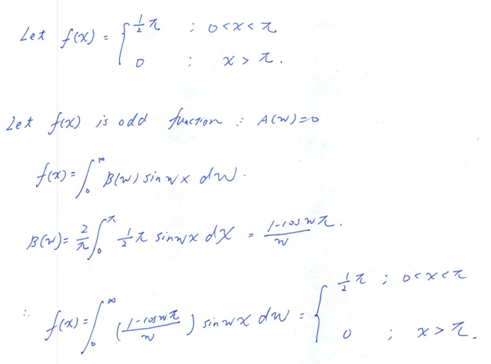 Let f(x) = { ½π ; 0<x<π
0 ; x>π.
Let f(x) is odd function ∴ A(w)=0
f(x) = ∫₀^∞ B(w) sin wx dw.
B(w) = 2/π ∫₀^π ½π sin wx dx = (1-cos wπ)/w.
∴ f(x) = ∫₀^∞ ((1-cos wπ)/w) sin wx dw = { ½π ; 0<x<π
0 ; x>π.